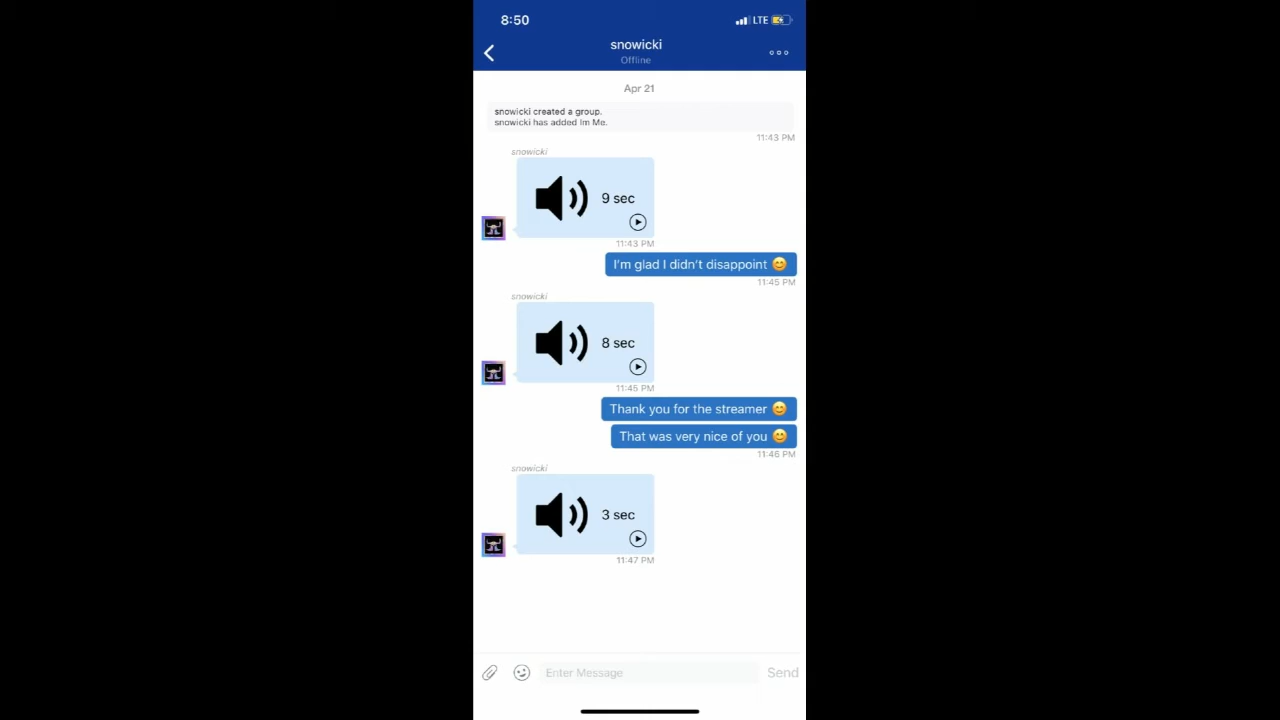 8:50
LTE
snowicki
Offline
Apr 21
snowicki created a group.
snowicki has added Im Me.
11:43 PM
snowicki
9 sec
11:43 PM
I'm glad I didn't disappoint 😊
11:45 PM
snowicki
8 sec
11:45 PM
Thank you for the streamer 😊
That was very nice of you 😊
11:46 PM
snowicki
3 sec
11:47 PM
Enter Message
Send